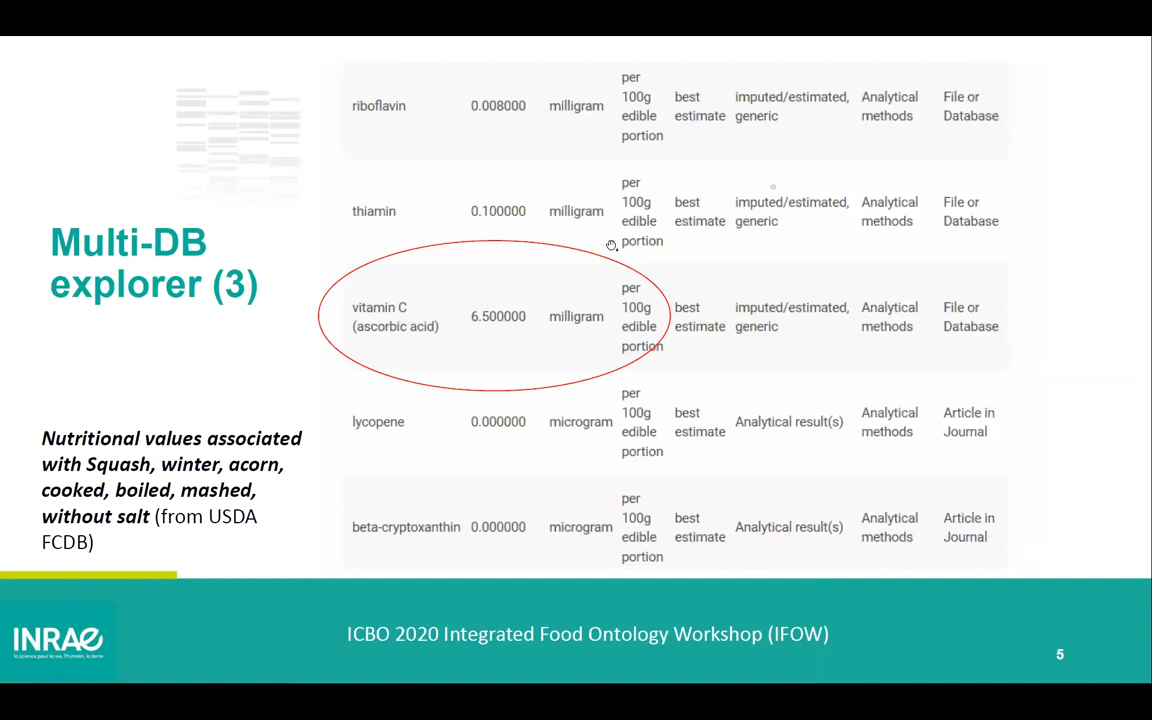 Multi-DB
explorer (3)
Nutritional values associated
with Squash, winter, acorn,
cooked, boiled, mashed,
without salt (from USDA
FCDB)
riboflavin 0.008000 milligram per 100g edible portion best estimate imputed/estimated, generic Analytical methods File or Database
thiamin 0.100000 milligram per 100g edible portion best estimate imputed/estimated, generic Analytical methods File or Database
vitamin C (ascorbic acid) 6.500000 milligram per 100g edible portion best estimate imputed/estimated, generic Analytical methods File or Database
lycopene 0.000000 microgram per 100g edible portion best estimate Analytical result(s) Analytical methods Article in Journal
beta-cryptoxanthin 0.000000 microgram per 100g edible portion best estimate Analytical result(s) Analytical methods Article in Journal
INRAE
la science pour la vie, l'humain, la terre
ICBO 2020 Integrated Food Ontology Workshop (IFOW)
5